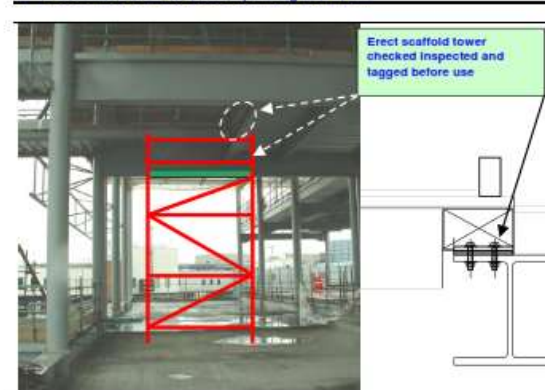 Erect scaffold tower
checked inspected and
tagged before use